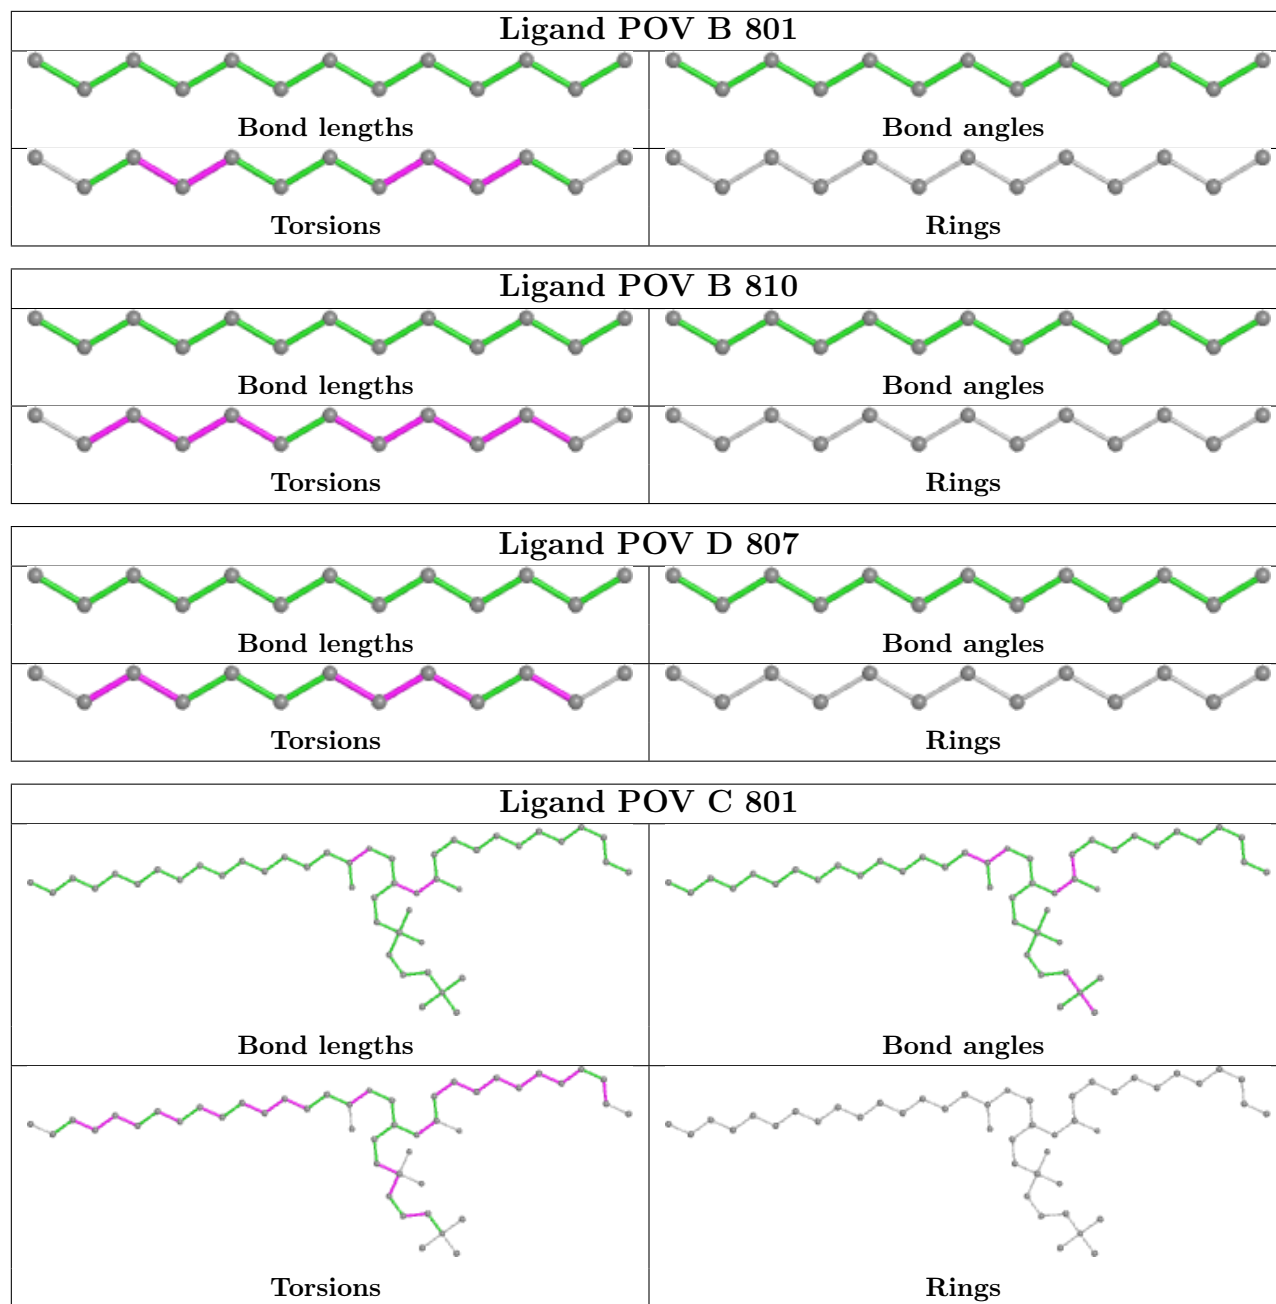 Ligand POV B 801
Bond lengths
Bond angles
Torsions
Rings
Ligand POV B 810
Bond lengths
Bond angles
Torsions
Rings
Ligand POV D 807
Bond lengths
Bond angles
Torsions
Rings
Ligand POV C 801
Bond lengths
Bond angles
Torsions
Rings